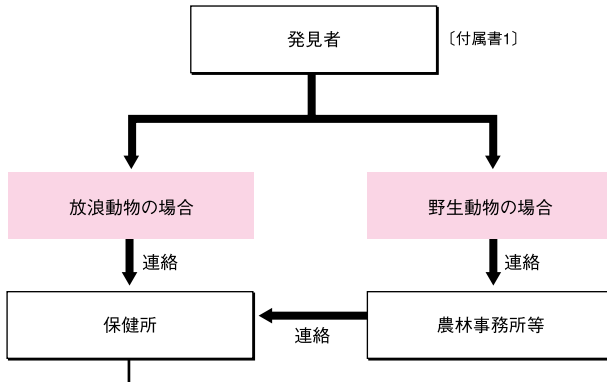 発見者
〔付属書1〕
放浪動物の場合
野生動物の場合
連絡
連絡
保健所
連絡
農林事務所等